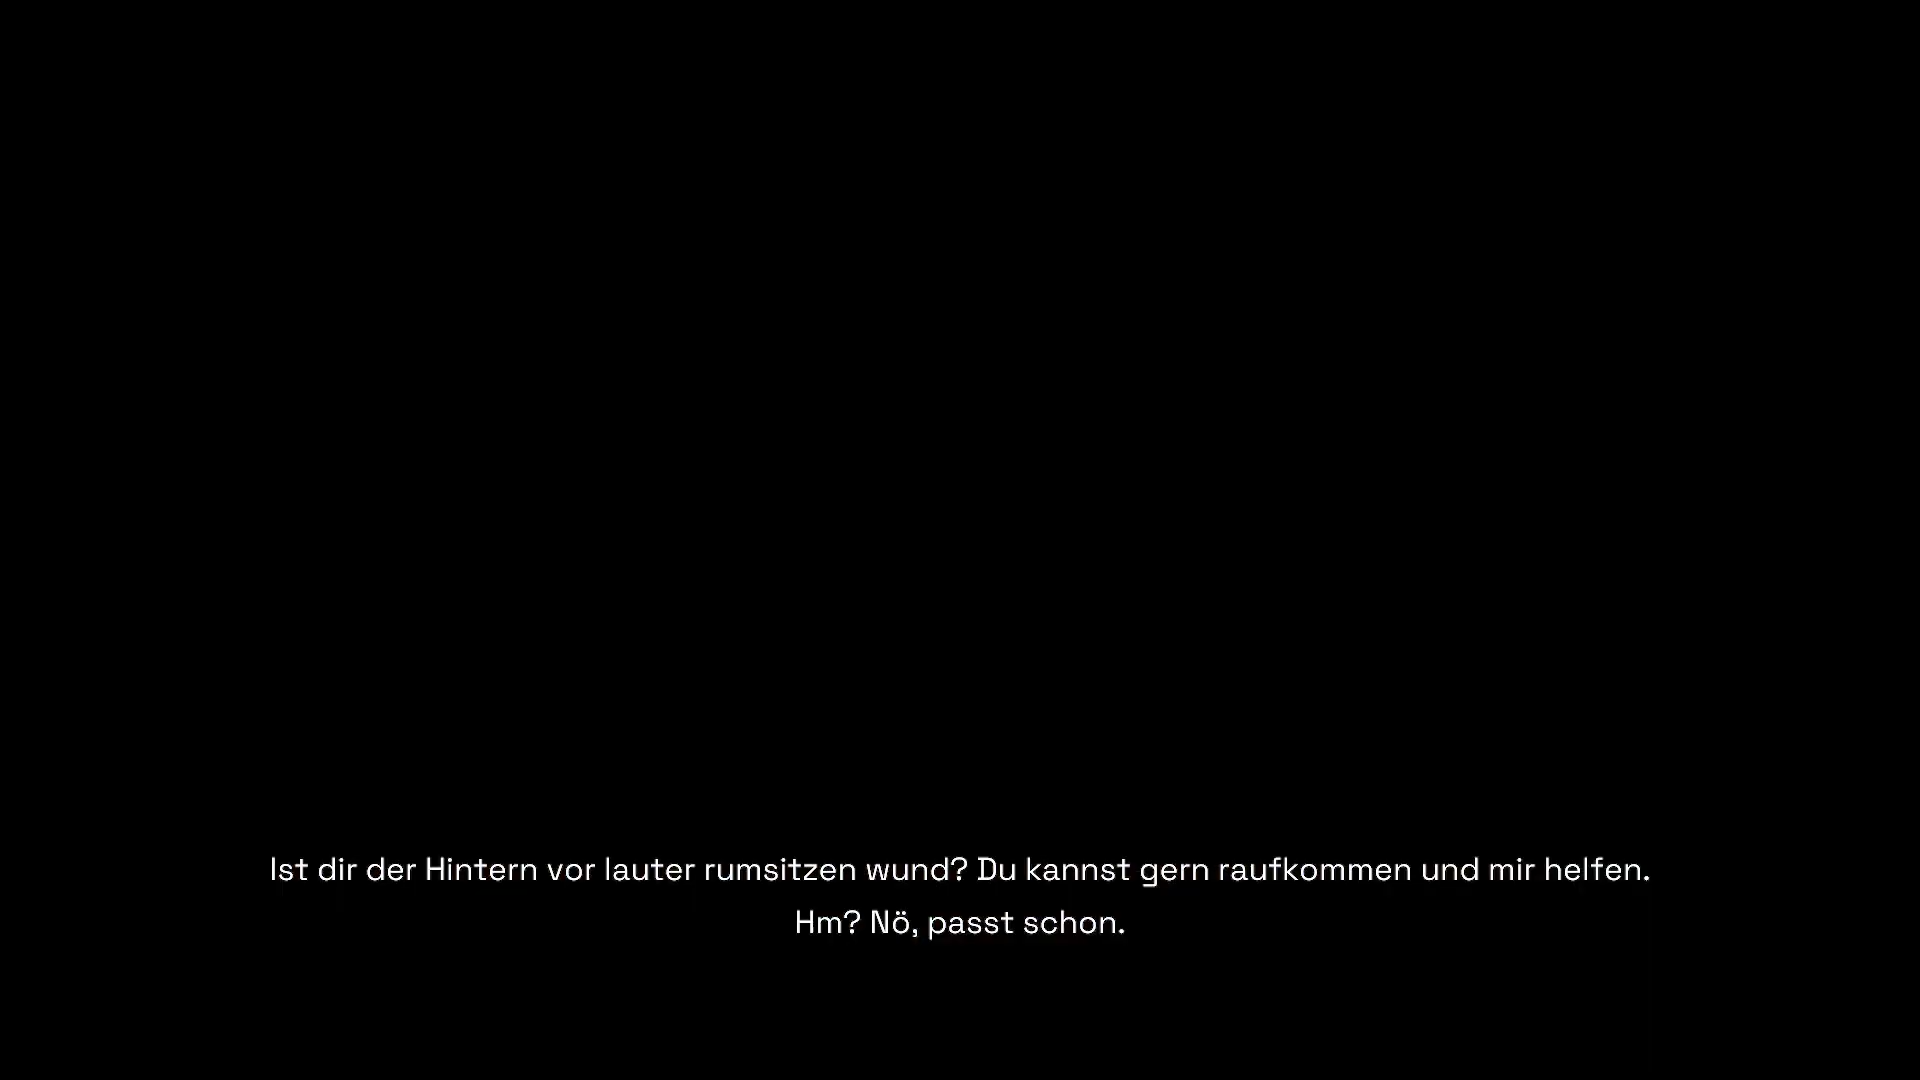 Ist dir der Hintern vor lauter rumsitzen wund? Du kannst gern raufkommen und mir helfen.
Hm? Nö, passt schon.